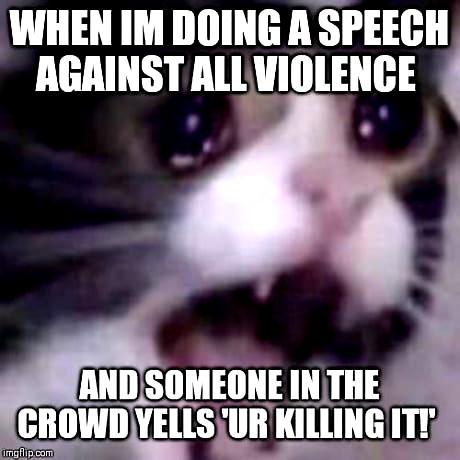 WHEN IM DOING A SPEECH
AGAINST ALL VIOLENCE
AND SOMEONE IN THE
CROWD YELLS 'UR KILLING IT!'
imgflip.com